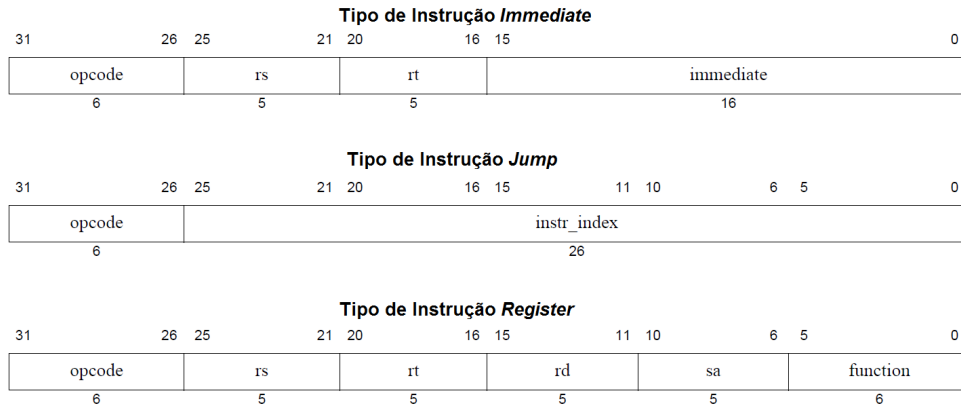 Tipo de Instrução Immediate
31 26 25 21 20 16 15 0
opcode rs rt immediate
6 5 5 16
Tipo de Instrução Jump
31 26 25 21 20 16 15 11 10 6 5 0
opcode instr_index
6 26
Tipo de Instrução Register
31 26 25 21 20 16 15 11 10 6 5 0
opcode rs rt rd sa function
6 5 5 5 5 6